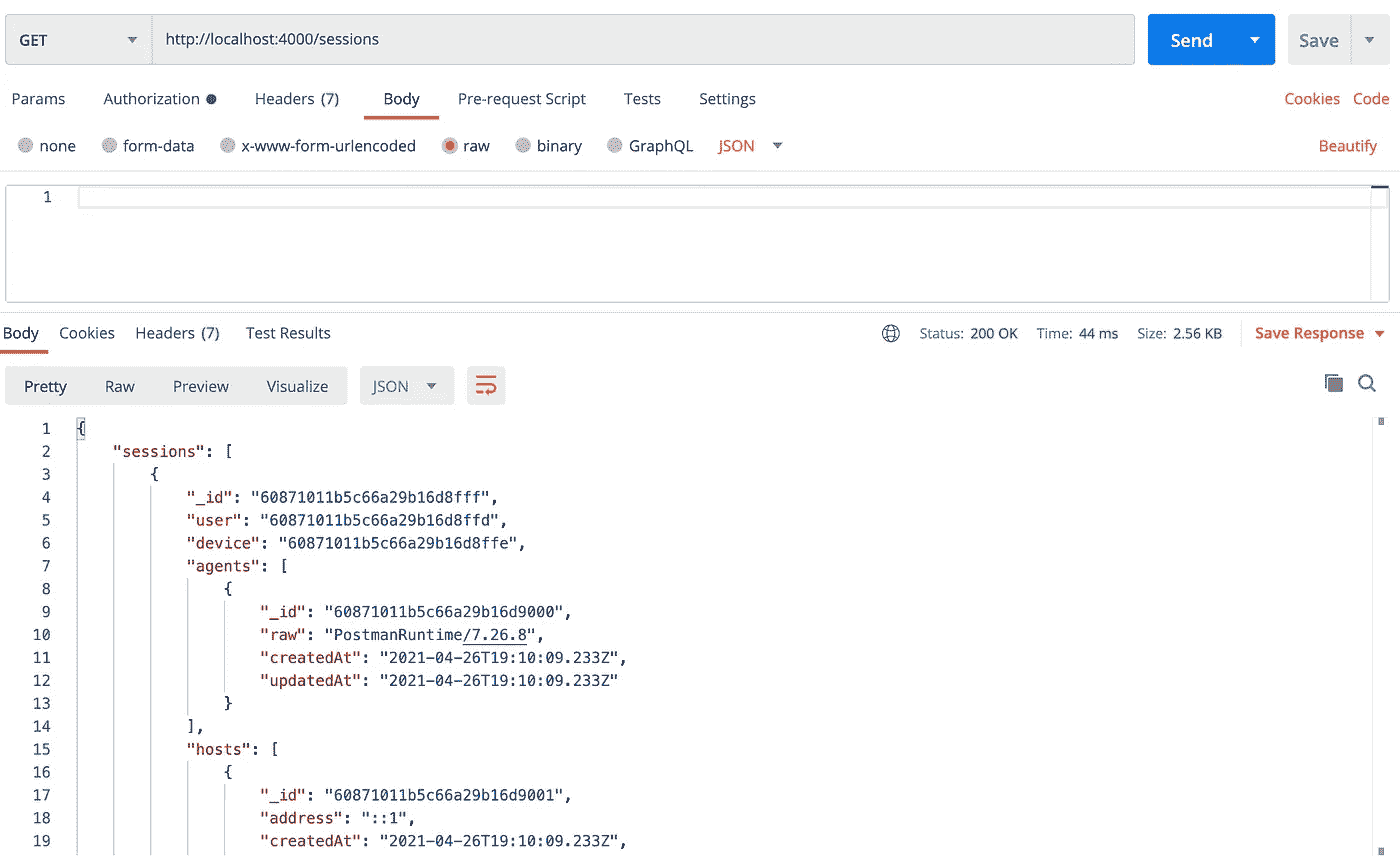 GET http://localhost:4000/sessions Send Save
Params Authorization Headers (7) Body Pre-request Script Tests Settings Cookies Code
none form-data x-www-form-urlencoded raw binary GraphQL JSON Beautify
1
Body Cookies Headers (7) Test Results Status: 200 OK Time: 44 ms Size: 2.56 KB Save Response
Pretty Raw Preview Visualize JSON
1 {
2 "sessions": [
3 {
4 "_id": "60871011b5c66a29b16d8fff",
5 "user": "60871011b5c66a29b16d8ffd",
6 "device": "60871011b5c66a29b16d8ffe",
7 "agents": [
8 {
9 "_id": "60871011b5c66a29b16d9000",
10 "raw": "PostmanRuntime/7.26.8",
11 "createdAt": "2021-04-26T19:10:09.233Z",
12 "updatedAt": "2021-04-26T19:10:09.233Z"
13 }
14 ],
15 "hosts": [
16 {
17 "_id": "60871011b5c66a29b16d9001",
18 "address": "::1",
19 "createdAt": "2021-04-26T19:10:09.233Z",